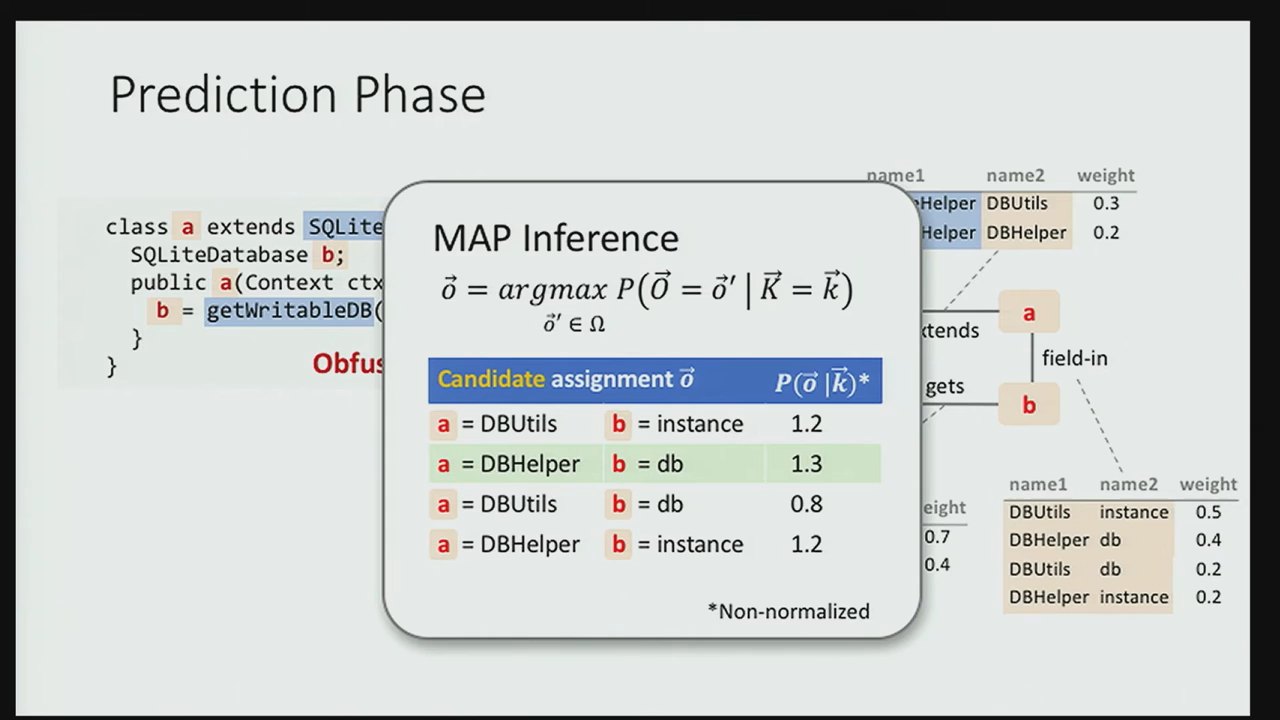 Prediction Phase
class a extends SQLite
SQLiteDatabase b;
public a(Context ctx
b = getWritableDB(
}
}
Obfus
MAP Inference
o⃗ = argmax P(O⃗ = o⃗′ | K⃗ = k⃗)
o⃗′ ∈ Ω
Candidate assignment o⃗ P(o⃗ |k⃗)*
a = DBUtils b = instance 1.2
a = DBHelper b = db 1.3
a = DBUtils b = db 0.8
a = DBHelper b = instance 1.2
*Non-normalized
name1 name2 weight
eHelper DBUtils 0.3
Helper DBHelper 0.2
a
xtends
field-in
gets
b
eight
0.7
0.4
name1 name2 weight
DBUtils instance 0.5
DBHelper db 0.4
DBUtils db 0.2
DBHelper instance 0.2